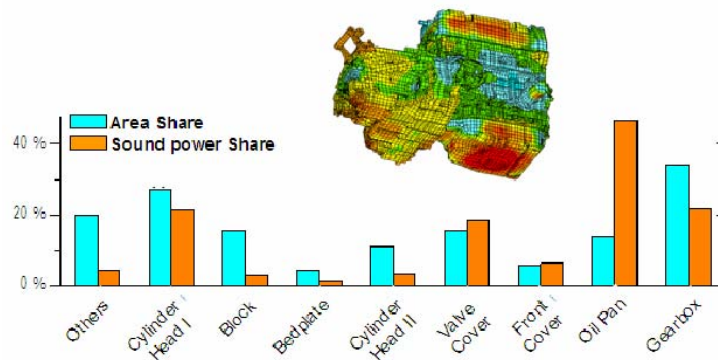 Area Share
Sound power Share
40 %
20 %
0 %
Others
Cylinder
Head I
Block
Bedplate
Cylinder
Head II
Valve
Cover
Front
Cover
Oil Pan
Gearbox